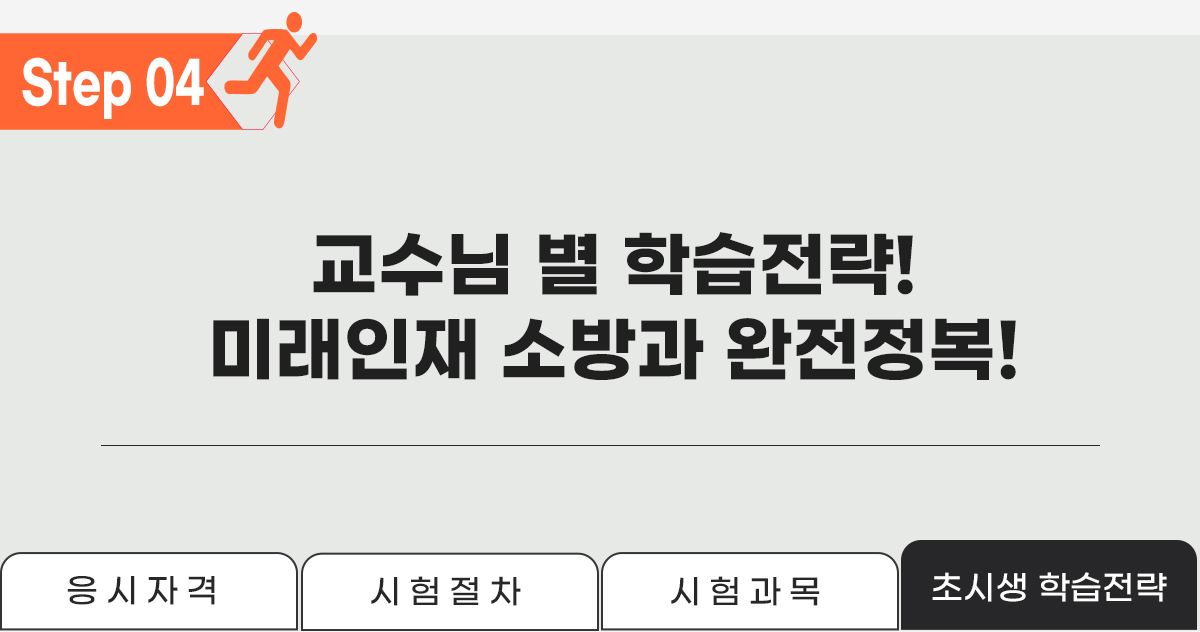 Step 04
교수님 별 학습전략!
미래인재 소방과 완전정복!
응시자격
시험절차
시험과목
초시생 학습전략